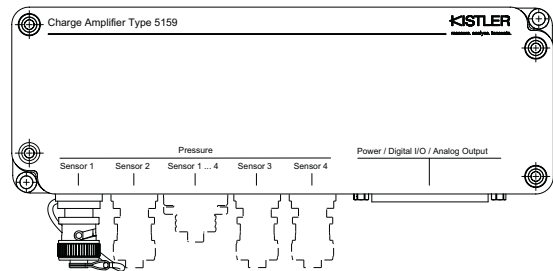 Charge Amplifier Type 5159
KISTLER
measure. analyze. innovate.
Pressure
Sensor 1 Sensor 2 Sensor 1 ... 4 Sensor 3 Sensor 4
Power / Digital I/O / Analog Output